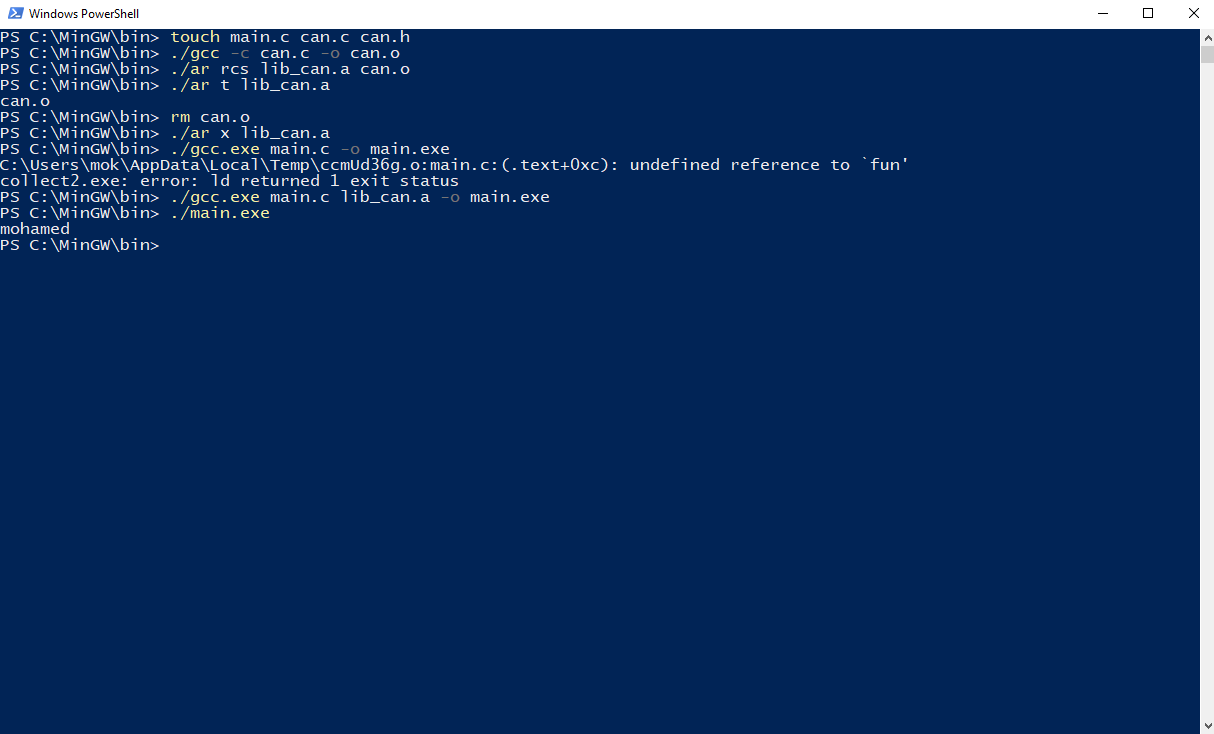 Windows PowerShell
PS C:\MinGW\bin> touch main.c can.c can.h
PS C:\MinGW\bin> ./gcc -c can.c -o can.o
PS C:\MinGW\bin> ./ar rcs lib_can.a can.o
PS C:\MinGW\bin> ./ar t lib_can.a
can.o
PS C:\MinGW\bin> rm can.o
PS C:\MinGW\bin> ./ar x lib_can.a
PS C:\MinGW\bin> ./gcc.exe main.c -o main.exe
C:\Users\mok\AppData\Local\Temp\ccmUd36g.o:main.c:(.text+0xc): undefined reference to `fun'
collect2.exe: error: ld returned 1 exit status
PS C:\MinGW\bin> ./gcc.exe main.c lib_can.a -o main.exe
PS C:\MinGW\bin> ./main.exe
mohamed
PS C:\MinGW\bin>